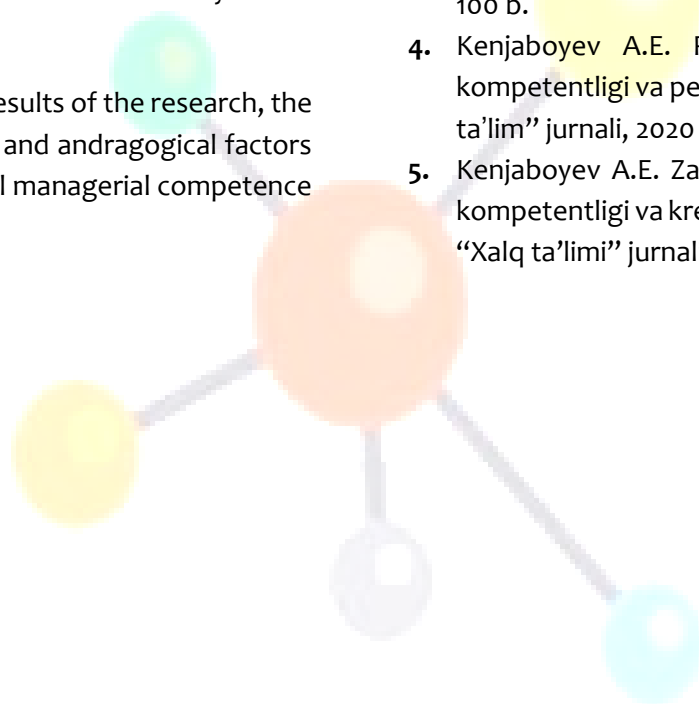 esults of the research, the
and andragogical factors
managerial competence
100 b.
4. Kenjaboyev A.E.
kompetentligi va pe
ta'lim” jurnali, 2020
5. Kenjaboyev A.E. Za
kompetentligi va kre
“Xalq ta’limi” jurnal